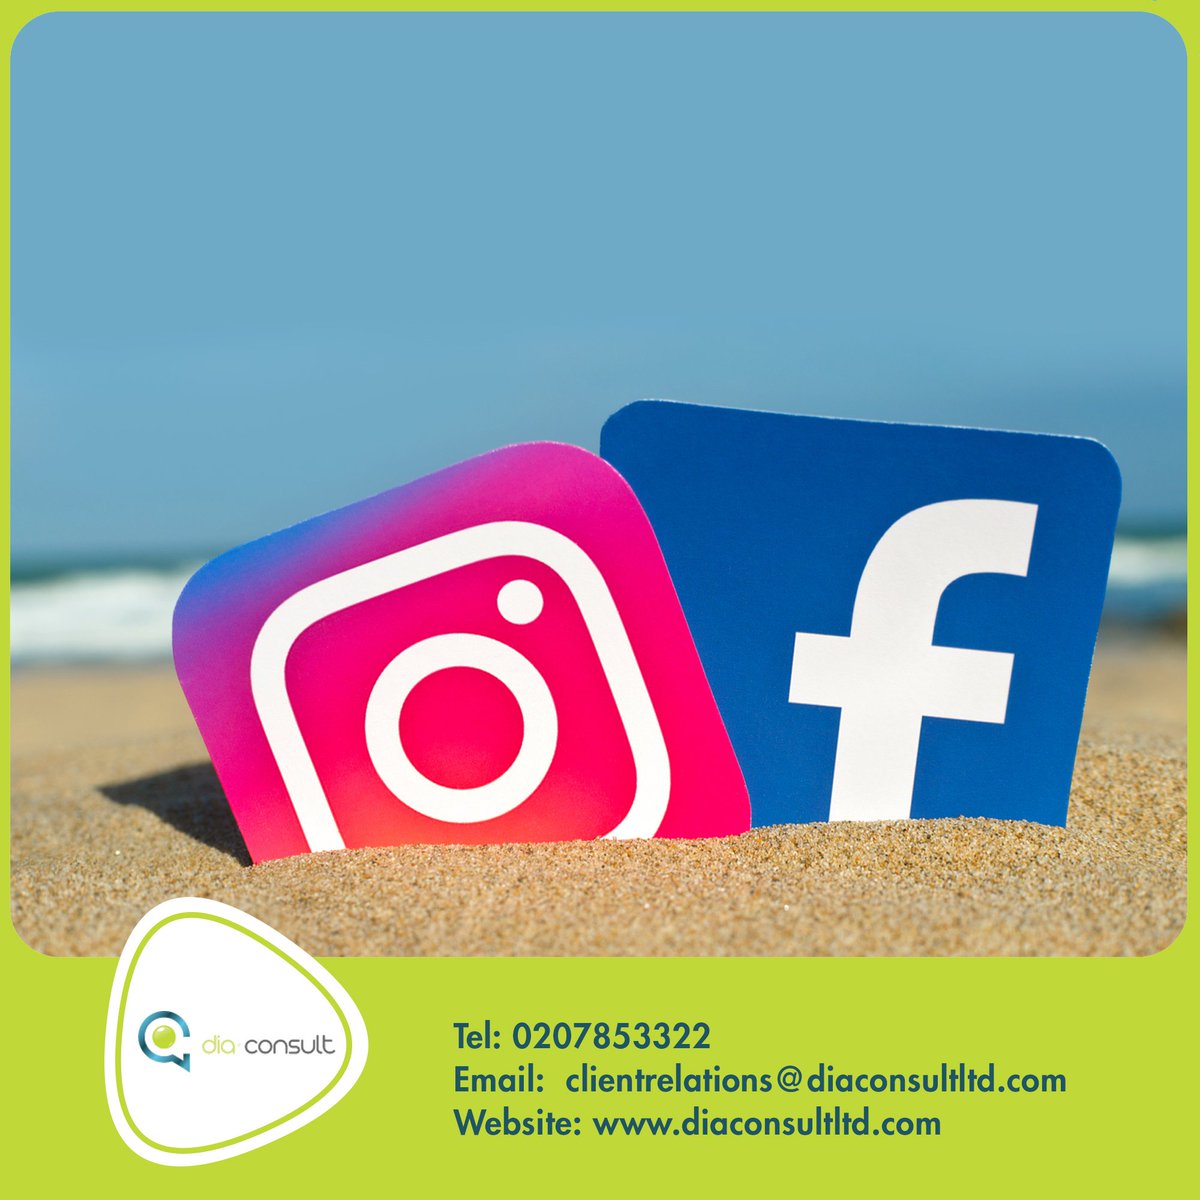 f
dia consult
Tel: 0207853322
Email: clientrelations@diaconsultltd.com
Website: www.diaconsultltd.com